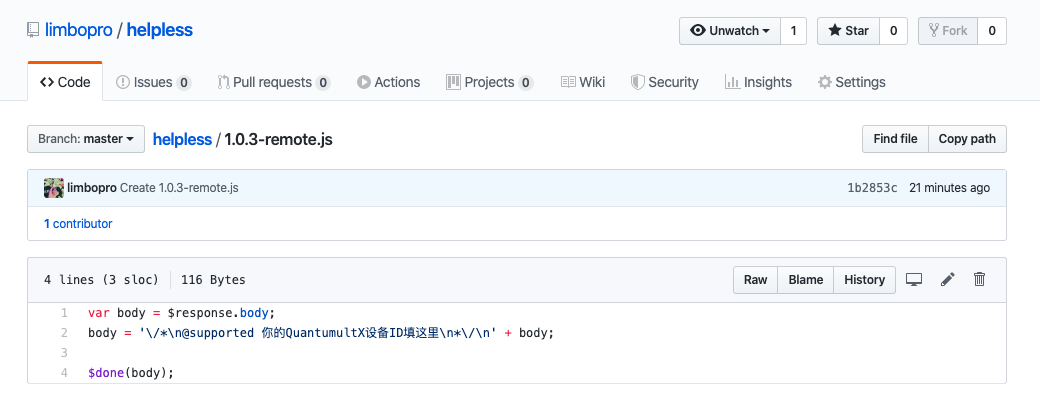 limbopro / helpless
Unwatch 1 Star 0 Fork 0
Code Issues 0 Pull requests 0 Actions Projects 0 Wiki Security Insights Settings
Branch: master helpless / 1.0.3-remote.js Find file Copy path
limbopro Create 1.0.3-remote.js 1b2853c 21 minutes ago
1 contributor
4 lines (3 sloc) 116 Bytes Raw Blame History
1 var body = $response.body;
2 body = '\/*\n@supported 你的QuantumultX设备ID填这里\n*\/\n' + body;
3
4 $done(body);